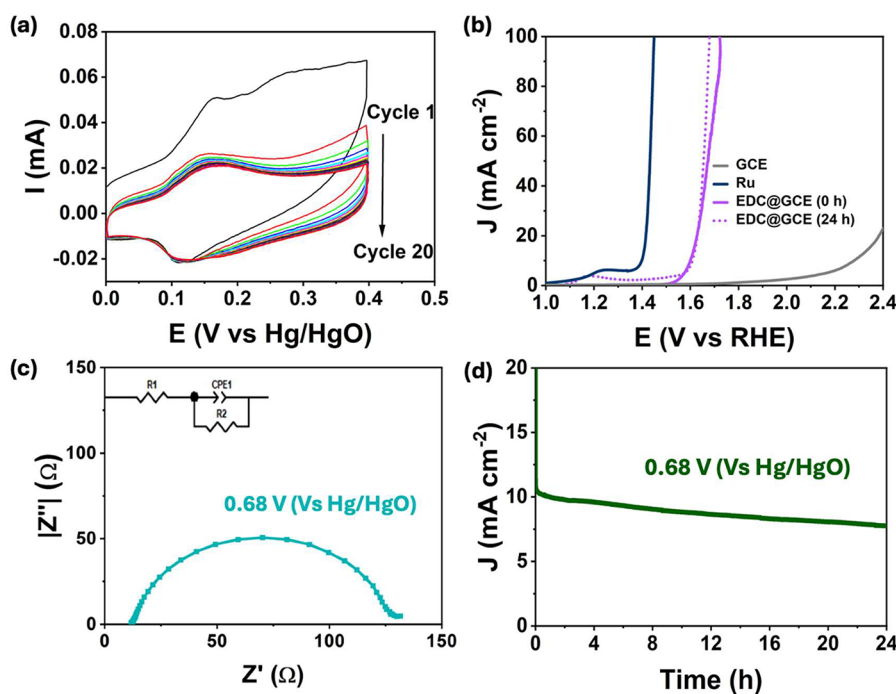 (a)
0.08
0.06
0.04
0.02
0.00
-0.02
I (mA)
Cycle 1
Cycle 20
0.0 0.1 0.2 0.3 0.4 0.5
E (V vs Hg/HgO)
(b)
100
80
60
40
20
0
J (mA cm-2)
GCE
Ru
EDC@GCE (0 h)
EDC@GCE (24 h)
1.0 1.2 1.4 1.6 1.8 2.0 2.2 2.4
E (V vs RHE)
(c)
150
100
50
0
|Z"| (Ω)
R1
CPE1
R2
0.68 V (Vs Hg/HgO)
0 50 100 150
Z' (Ω)
(d)
20
15
10
5
0
J (mA cm-2)
0.68 V (Vs Hg/HgO)
0 4 8 12 16 20 24
Time (h)